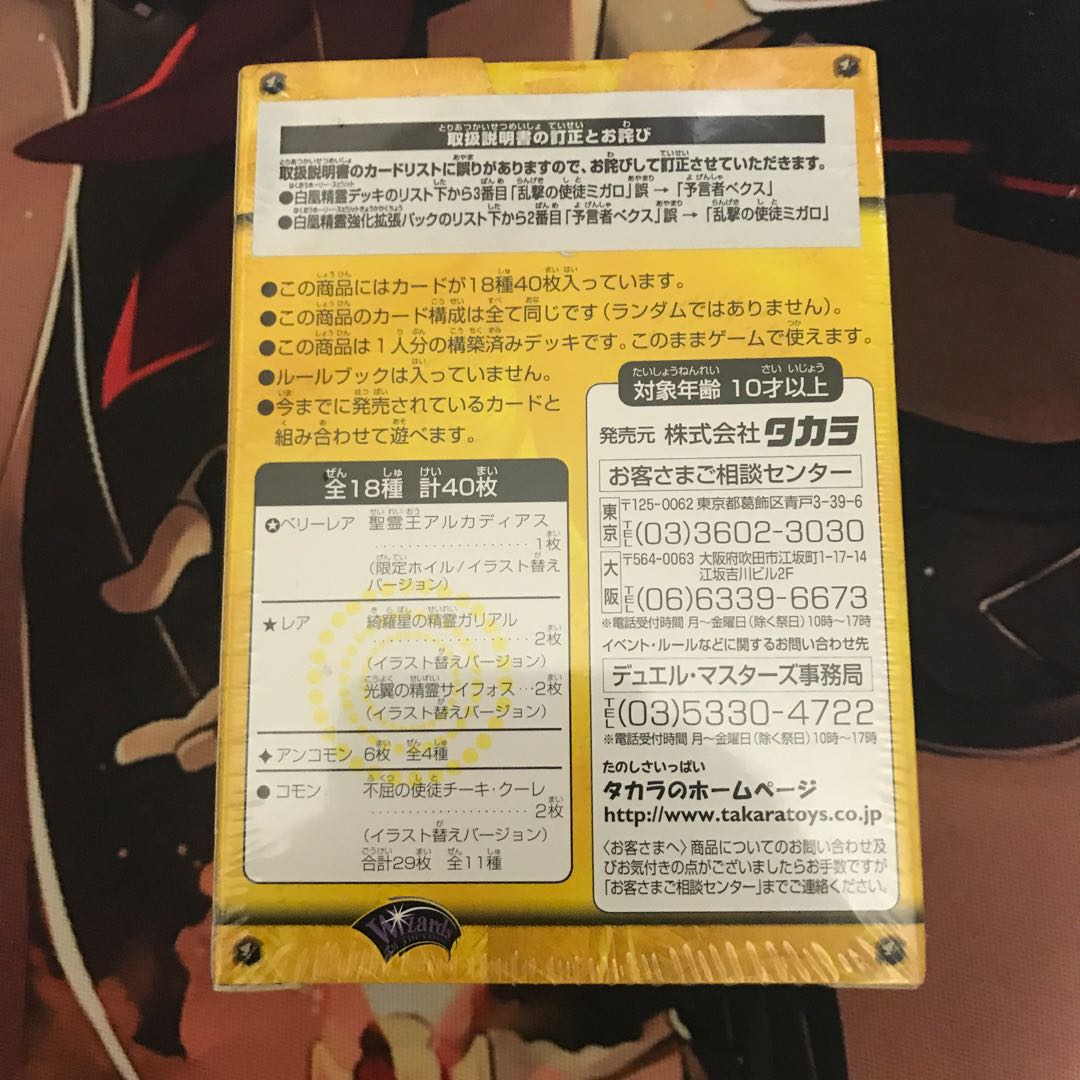 取扱説明書の訂正とお詫び
取扱説明書のカードリストに誤りがありますので、お詫びして訂正させていただきます。
●白凰精霊デッキのリスト下から3番目「乱撃の使徒ミガロ」誤 → 「予言者ベクス」
●白凰精霊強化拡張パックのリスト下から2番目「予言者ベクス」誤 → 「乱撃の使徒ミガロ」
●この商品にはカードが18種40枚入っています。
●この商品のカード構成は全て同じです(ランダムではありません)。
●この商品は1人分の構築済みデッキです。このままゲームで使えます。
●ルールブックは入っていません。
●今までに発売されているカードと
組み合わせて遊べます。
全18種 計40枚
✪ベリーレア 聖霊王アルカディアス
‥‥‥‥‥‥‥‥1枚
(限定ホイル/イラスト替え
バージョン)
★レア 綺羅星の精霊ガリアル
‥‥‥‥‥‥‥‥2枚
(イラスト替えバージョン)
光翼の精霊サイフォス‥2枚
(イラスト替えバージョン)
✦アンコモン 6枚 全4種
●コモン 不屈の使徒チーキ・クーレ
‥‥‥‥‥‥‥‥2枚
(イラスト替えバージョン)
合計29枚 全11種
対象年齢 10才以上
発売元 株式会社タカラ
お客さまご相談センター
東京 〒125-0062 東京都葛飾区青戸3-39-6
TEL(03)3602-3030
大阪 〒564-0063 大阪府吹田市江坂町1-17-14
江坂吉川ビル2F
TEL(06)6339-6673
※電話受付時間 月〜金曜日(除く祭日)10時〜17時
イベント・ルールなどに関するお問い合わせ先
デュエル・マスターズ事務局
TEL(03)5330-4722
※電話受付時間 月〜金曜日(除く祭日)10時〜17時
たのしさいっぱい
タカラのホームページ
http://www.takaratoys.co.jp
〈お客さまへ〉商品についてのお問い合わせ及
びお気付きの点がございましたらお手数ですが
「お客さまご相談センター」までご連絡ください。
Wizards